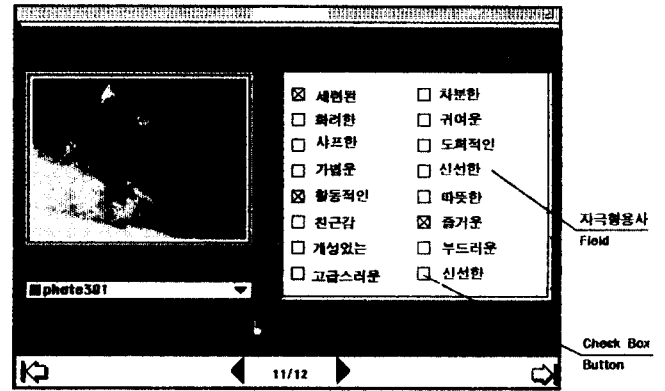 세련된
화려한
샤프한
가벼운
활동적인
친근감
개성있는
고급스러운
차분한
귀여운
도회적인
신선한
따뜻한
즐거운
부드러운
신선한
자극형용사
Field
photo301
Check Box
Button
11/12